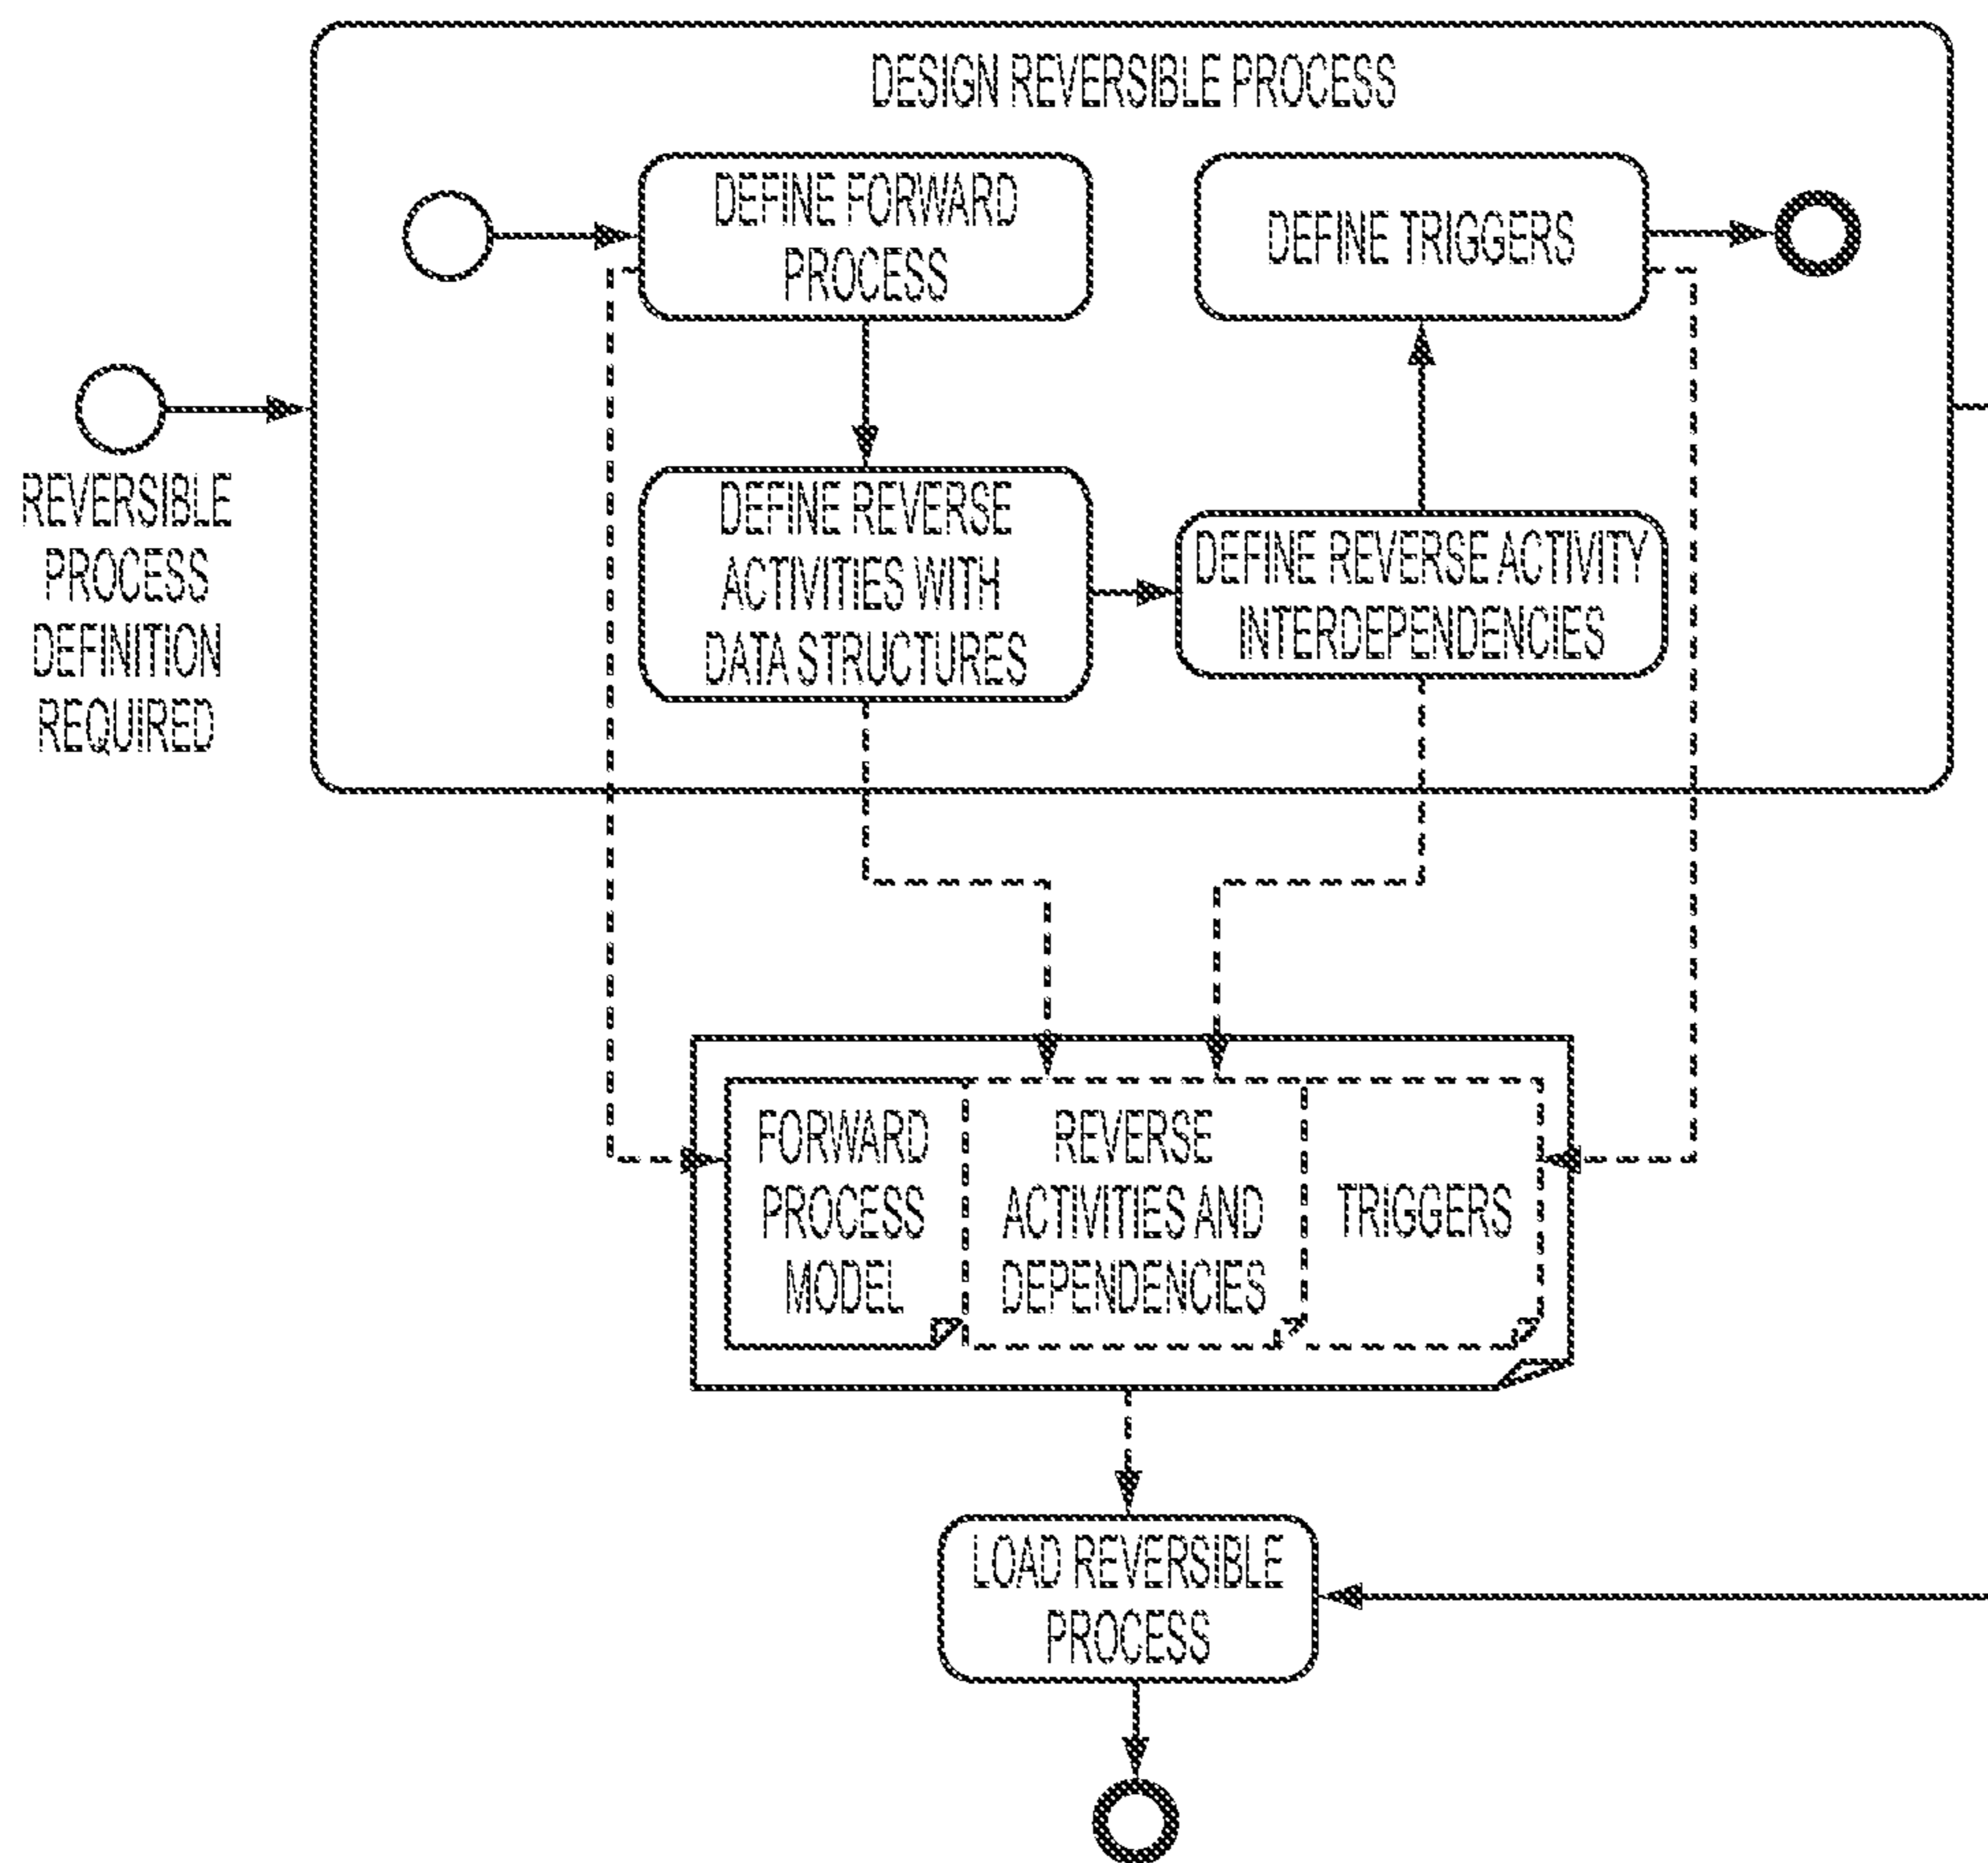 DESIGN REVERSIBLE PROCESS
DEFINE FORWARD
PROCESS
DEFINE TRIGGERS
REVERSIBLE
PROCESS
DEFINITION
REQUIRED
DEFINE REVERSE
ACTIVITIES WITH
DATA STRUCTURES
DEFINE REVERSE ACTIVITY
INTERDEPENDENCIES
FORWARD
PROCESS
MODEL
REVERSE
ACTIVITIES AND
DEPENDENCIES
TRIGGERS
LOAD REVERSIBLE
PROCESS